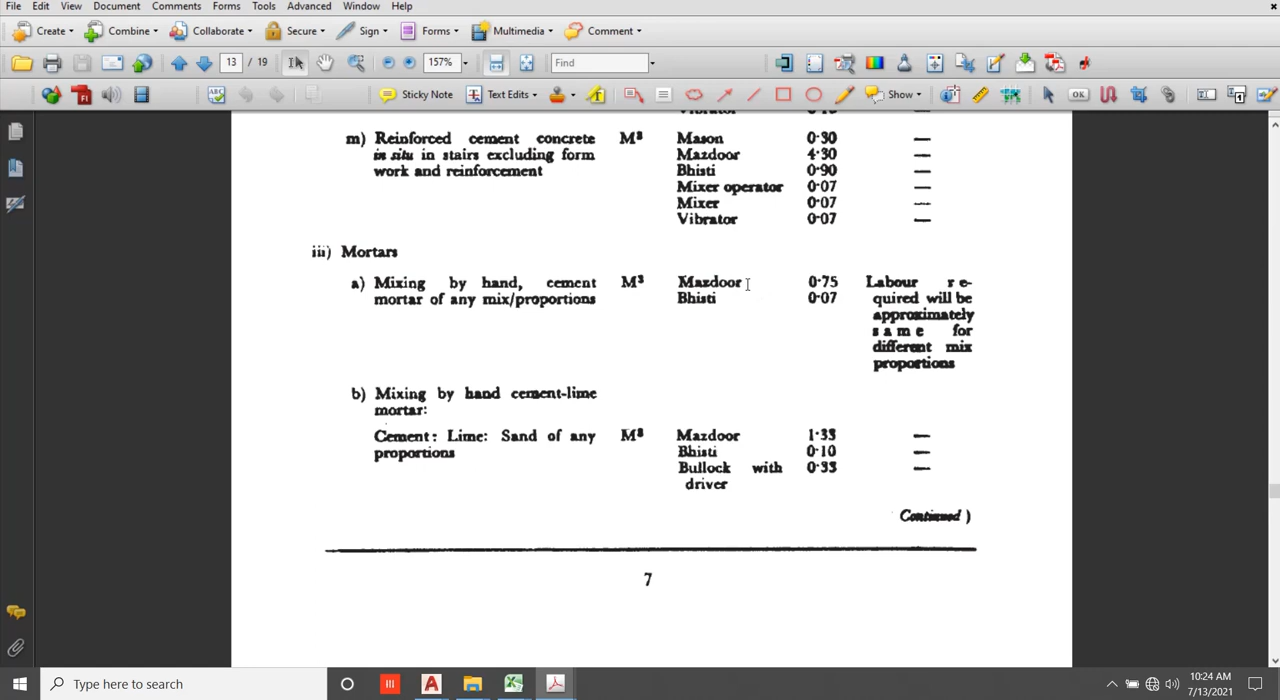 File Edit View Document Comments Forms Tools Advanced Window Help
Create Combine Collaborate Secure Sign Forms Multimedia Comment
13 / 19 157% Find
Sticky Note Text Edits Show OK
m) Reinforced cement concrete M³ Mason 0·30 —
in situ in stairs excluding form Mazdoor 4·30 —
work and reinforcement Bhisti 0·90 —
Mixer operator 0·07 —
Mixer 0·07 —
Vibrator 0·07 —
iii) Mortars
a) Mixing by hand, cement M³ Mazdoor 0·75 Labour re-
mortar of any mix/proportions Bhisti 0·07 quired will be
approximately
same for
different mix
proportions
b) Mixing by hand cement-lime
mortar:
Cement: Lime: Sand of any M³ Mazdoor 1·33 —
proportions Bhisti 0·10 —
Bullock with 0·33 —
driver
Continued )
7
Type here to search
10:24 AM
7/13/2021